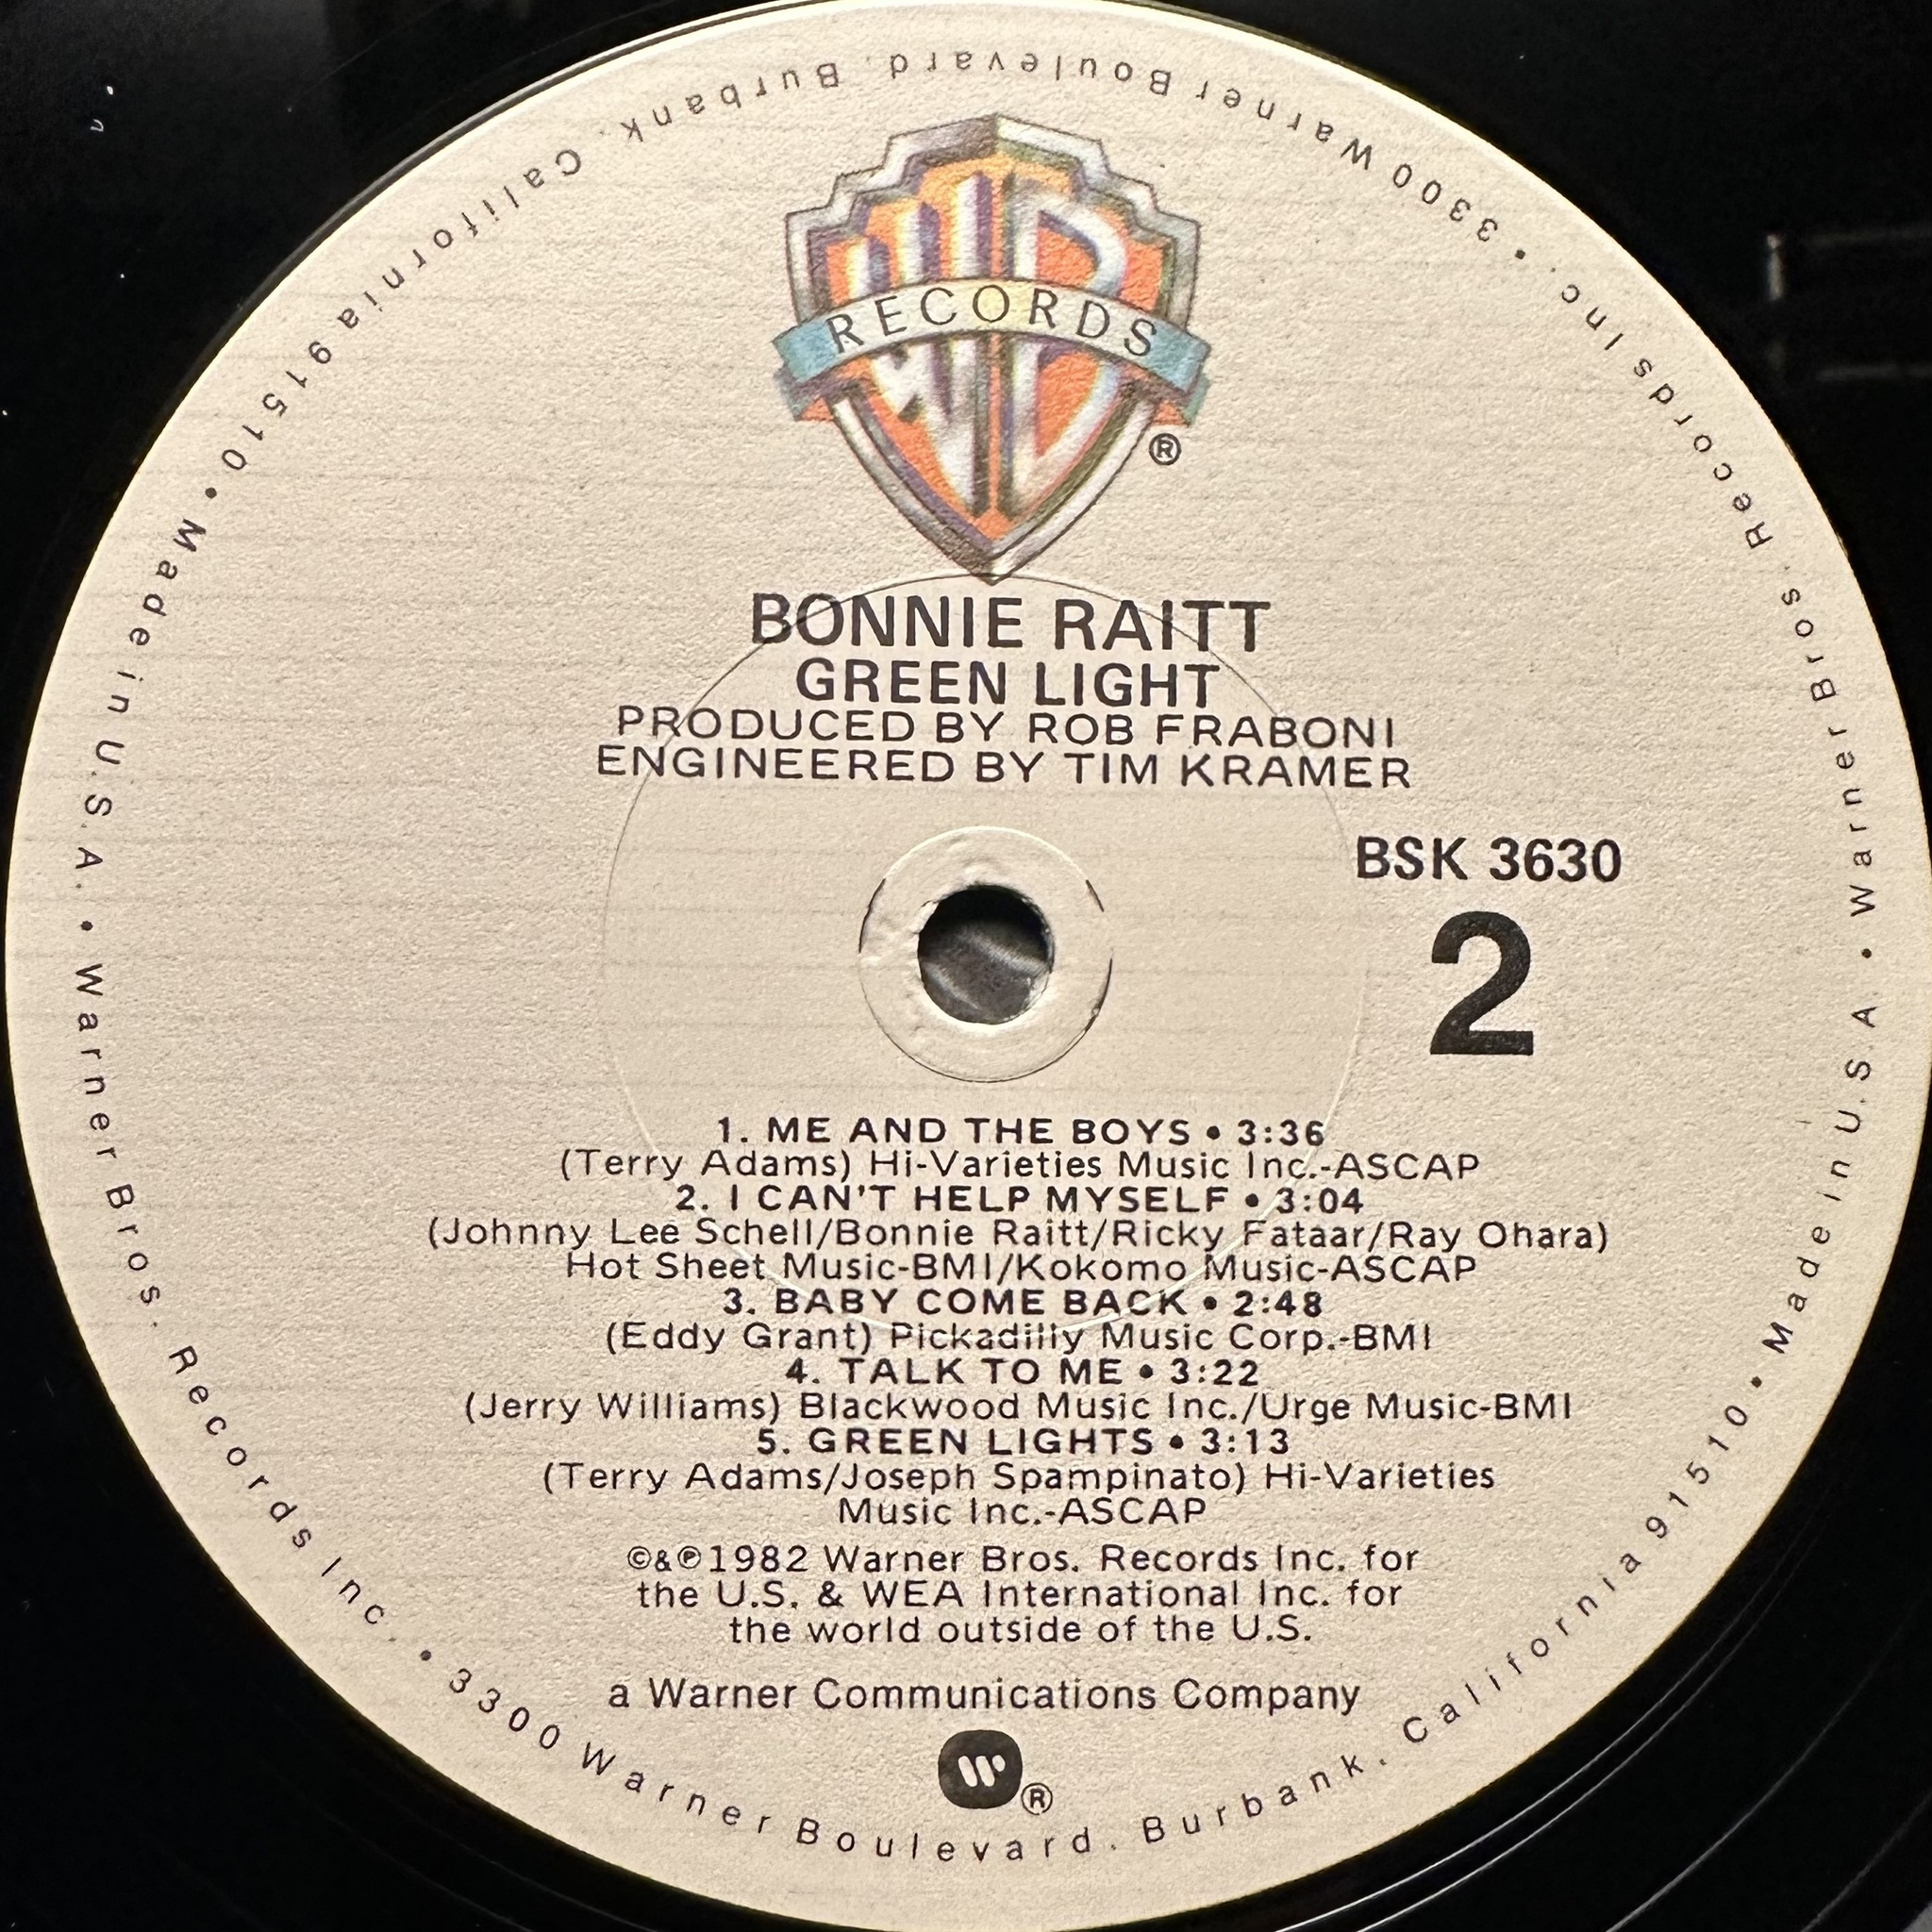 WB
RECORDS
®
BONNIE RAITT
GREEN LIGHT
PRODUCED BY ROB FRABONI
ENGINEERED BY TIM KRAMER
BSK 3630
2
1. ME AND THE BOYS • 3:36
(Terry Adams) Hi-Varieties Music Inc.-ASCAP
2. I CAN'T HELP MYSELF • 3:04
(Johnny Lee Schell/Bonnie Raitt/Ricky Fataar/Ray Ohara)
Hot Sheet Music-BMI/Kokomo Music-ASCAP
3. BABY COME BACK • 2:48
(Eddy Grant) Pickadilly Music Corp.-BMI
4. TALK TO ME • 3:22
(Jerry Williams) Blackwood Music Inc./Urge Music-BMI
5. GREEN LIGHTS • 3:13
(Terry Adams/Joseph Spampinato) Hi-Varieties
Music Inc.-ASCAP
©&℗1982 Warner Bros. Records Inc. for
the U.S. & WEA International Inc. for
the world outside of the U.S.
a Warner Communications Company
W
®
Warner Bros. Records Inc. • 3300 Warner Boulevard. Burbank. California 91510 • Made in U.S.A. • Warner Bros. Records Inc. • 3300 Warner Boulevard. Burbank. California 91510 • Made in U.S.A. •